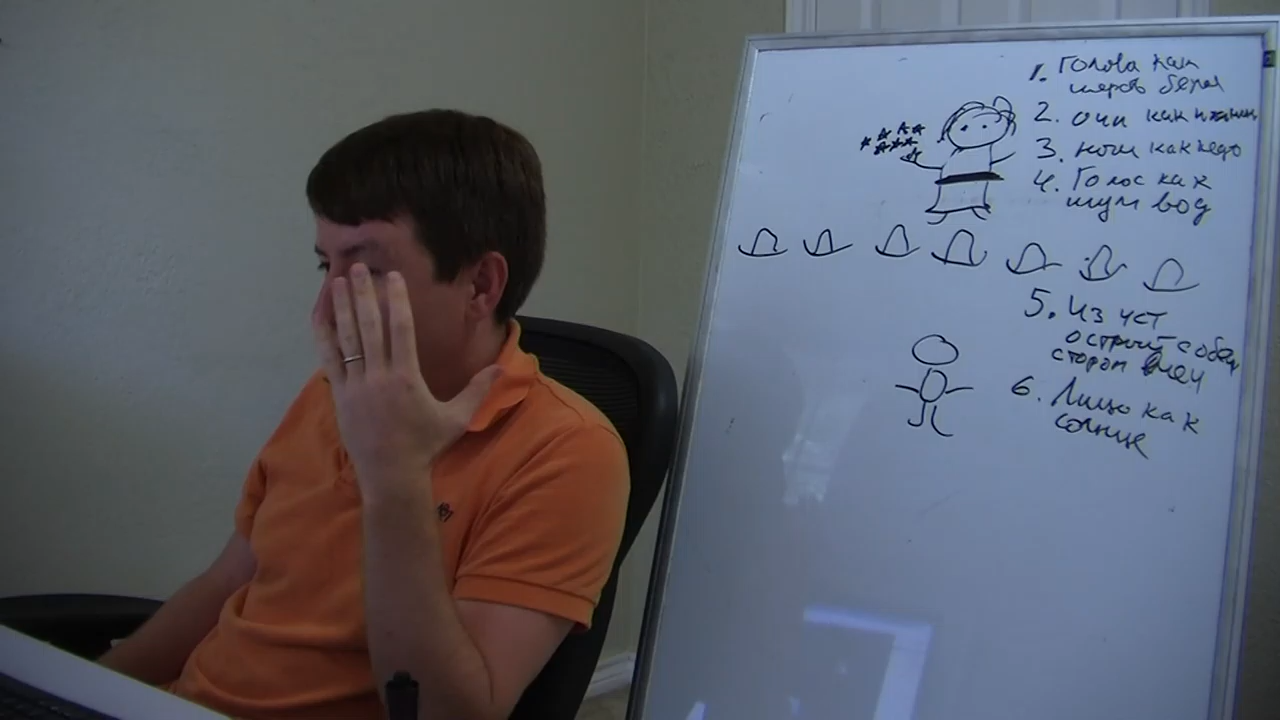 1. Голова как
шерсть белая
2. очи как пламень
3. ноги как
4. Голос как
шум вод
5. Из уст
острый с обеих
сторон меч
6. Лицо как
солнце